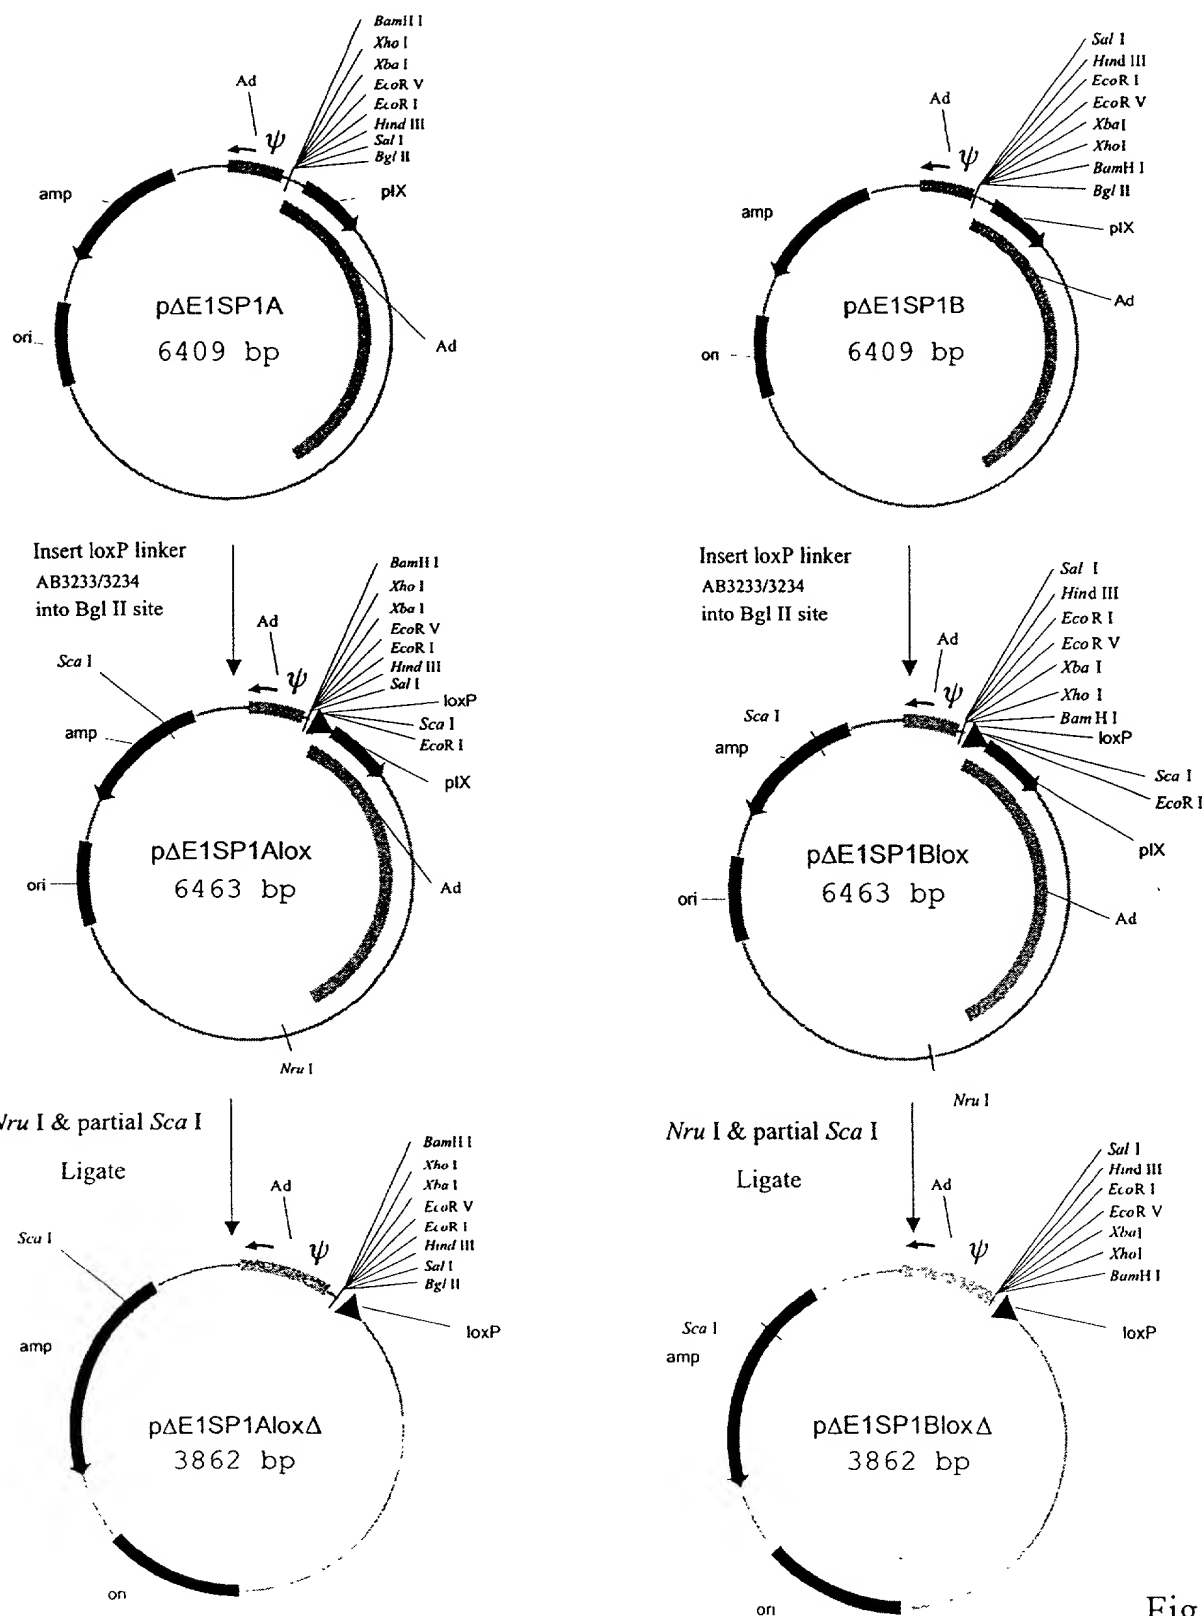 BamH I
Xho I
Xba I
EcoR V
EcoR I
Hind III
Sal I
Bgl II
Ad
ψ
amp
pIX
pΔE1SP1A
6409 bp
ori
Ad
Sal I
Hind III
EcoR I
EcoR V
Xba I
Xho I
BamH I
Bgl II
Ad
ψ
amp
pIX
pΔE1SP1B
6409 bp
ori
Ad
Insert loxP linker
AB3233/3234
into Bgl II site
BamH I
Xho I
Xba I
EcoR V
EcoR I
Hind III
Sal I
loxP
Sca I
EcoR I
Ad
ψ
Sca I
amp
pIX
pΔE1SP1Alox
6463 bp
ori
Ad
Nru I
Insert loxP linker
AB3233/3234
into Bgl II site
Sal I
Hind III
EcoR I
EcoR V
Xba I
Xho I
BamH I
loxP
Sca I
EcoR I
Ad
ψ
Sca I
amp
pIX
pΔE1SP1Blox
6463 bp
ori
Ad
Nru I
Nru I & partial Sca I
Ligate
BamH I
Xho I
Xba I
EcoR V
EcoR I
Hind III
Sal I
Bgl II
Ad
ψ
Sca I
loxP
amp
pΔE1SP1AloxΔ
3862 bp
ori
Nru I & partial Sca I
Ligate
Sal I
Hind III
EcoR I
EcoR V
Xba I
Xho I
BamH I
Ad
ψ
Sca I
loxP
amp
pΔE1SP1BloxΔ
3862 bp
ori
Fig